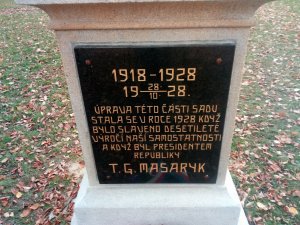 1918-1928
19 28/10 28.
ÚPRAVA TÉTO ČÁSTI SADU
STALA SE V ROCE 1928 KDYŽ
BYLO SLAVENO DESETILETÉ
VÝROČÍ NAŠÍ SAMOSTATNOSTI
A KDYŽ BYL PRESIDENTEM
REPUBLIKY
T. G. MASARYK